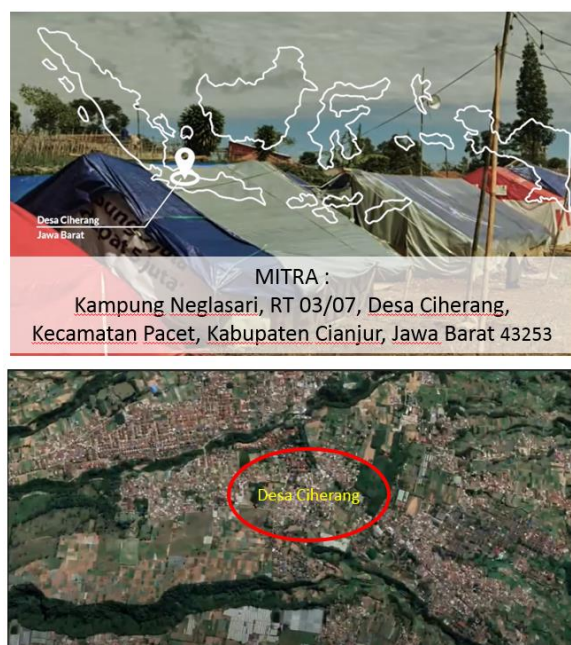 Desa Ciherang
Jawa Barat
MITRA :
Kampung Neglasari, RT 03/07, Desa Ciherang,
Kecamatan Pacet, Kabupaten Cianjur, Jawa Barat 43253
Desa Ciherang